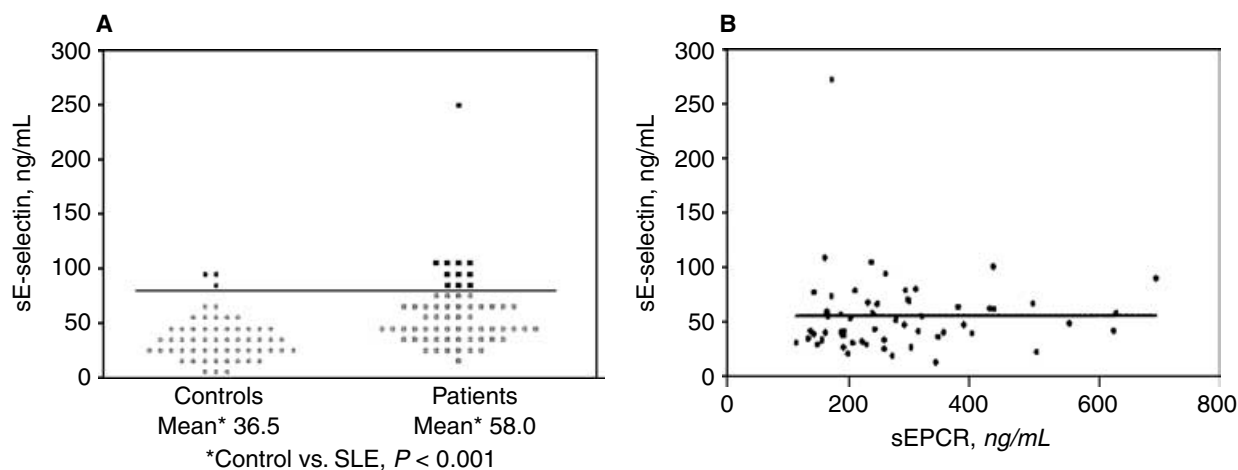 A
sE-selectin, ng/mL
300
250
200
150
100
50
0
Controls
Patients
Mean* 36.5
Mean* 58.0
*Control vs. SLE, P < 0.001
B
sE-selectin, ng/mL
300
250
200
150
100
50
0
0
200
400
600
800
sEPCR, ng/mL